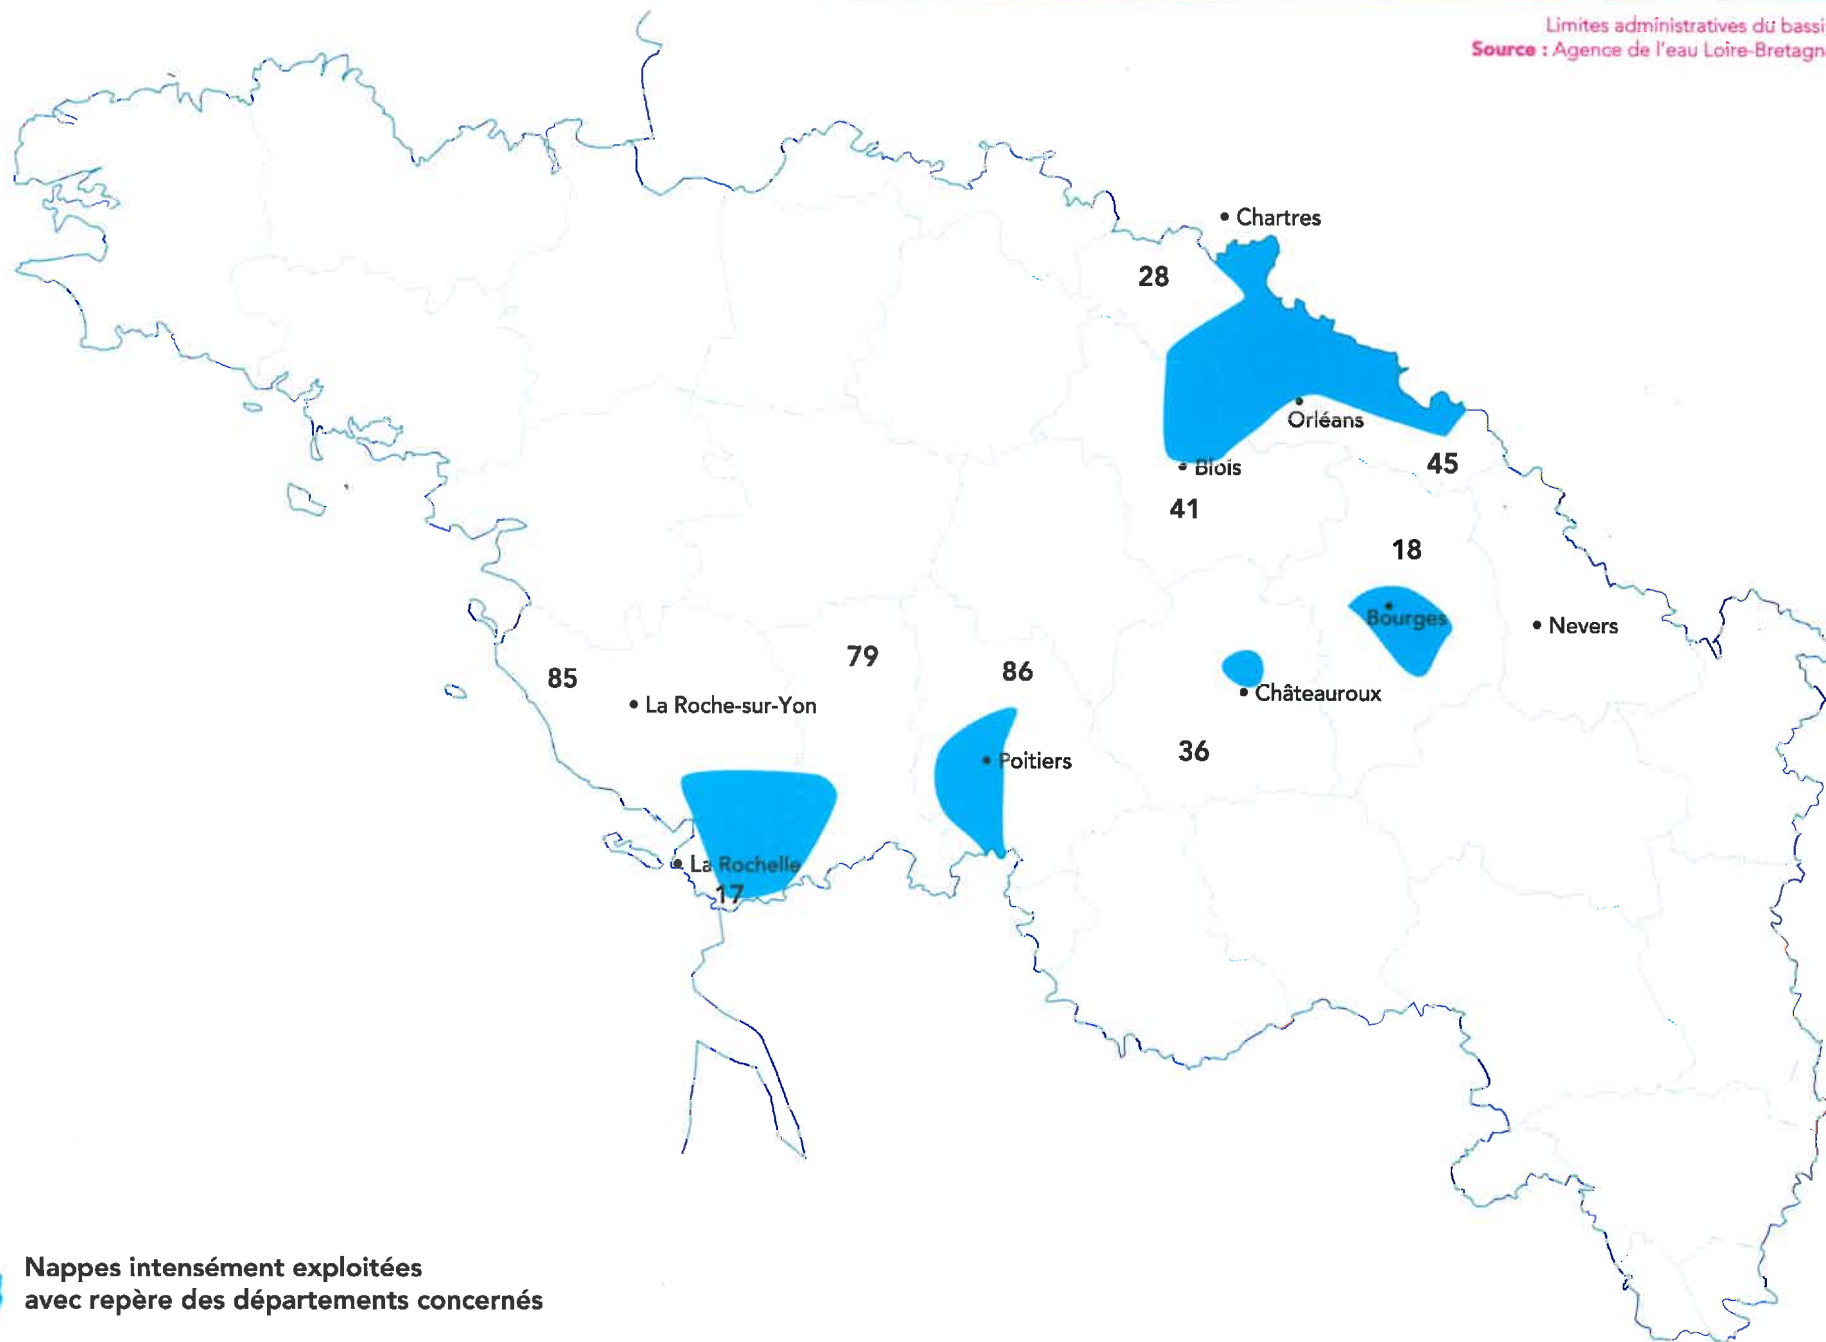 Limites administratives du bassi
Source : Agence de l'eau Loire-Bretagn
Chartres
28
Orléans
Blois
45
41
18
Bourges
Nevers
79
86
85
Châteauroux
La Roche-sur-Yon
36
Poitiers
La Rochelle
17
Nappes intensément exploitées
avec repère des départements concernés